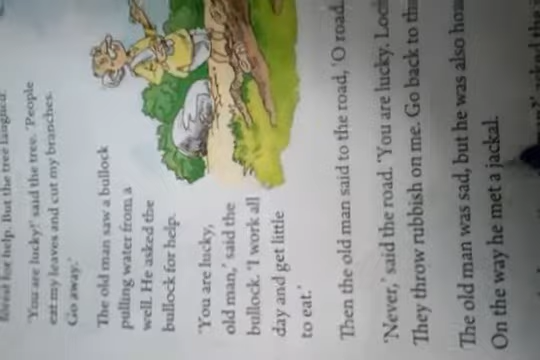 for help. But the tree laughed.
'You are lucky!' said the tree. 'People
eat my leaves and cut my branches.
Go away.'
The old man saw a bullock
pulling water from a
well. He asked the
bullock for help.
'You are lucky,
old man,' said the
bullock. 'I work all
day and get little
to eat.'
Then the old man said to the road, 'O road
'Never,' said the road. 'You are lucky.
They throw rubbish on me. Go back to
The old man was sad, but he was also
On the way he met a jackal.